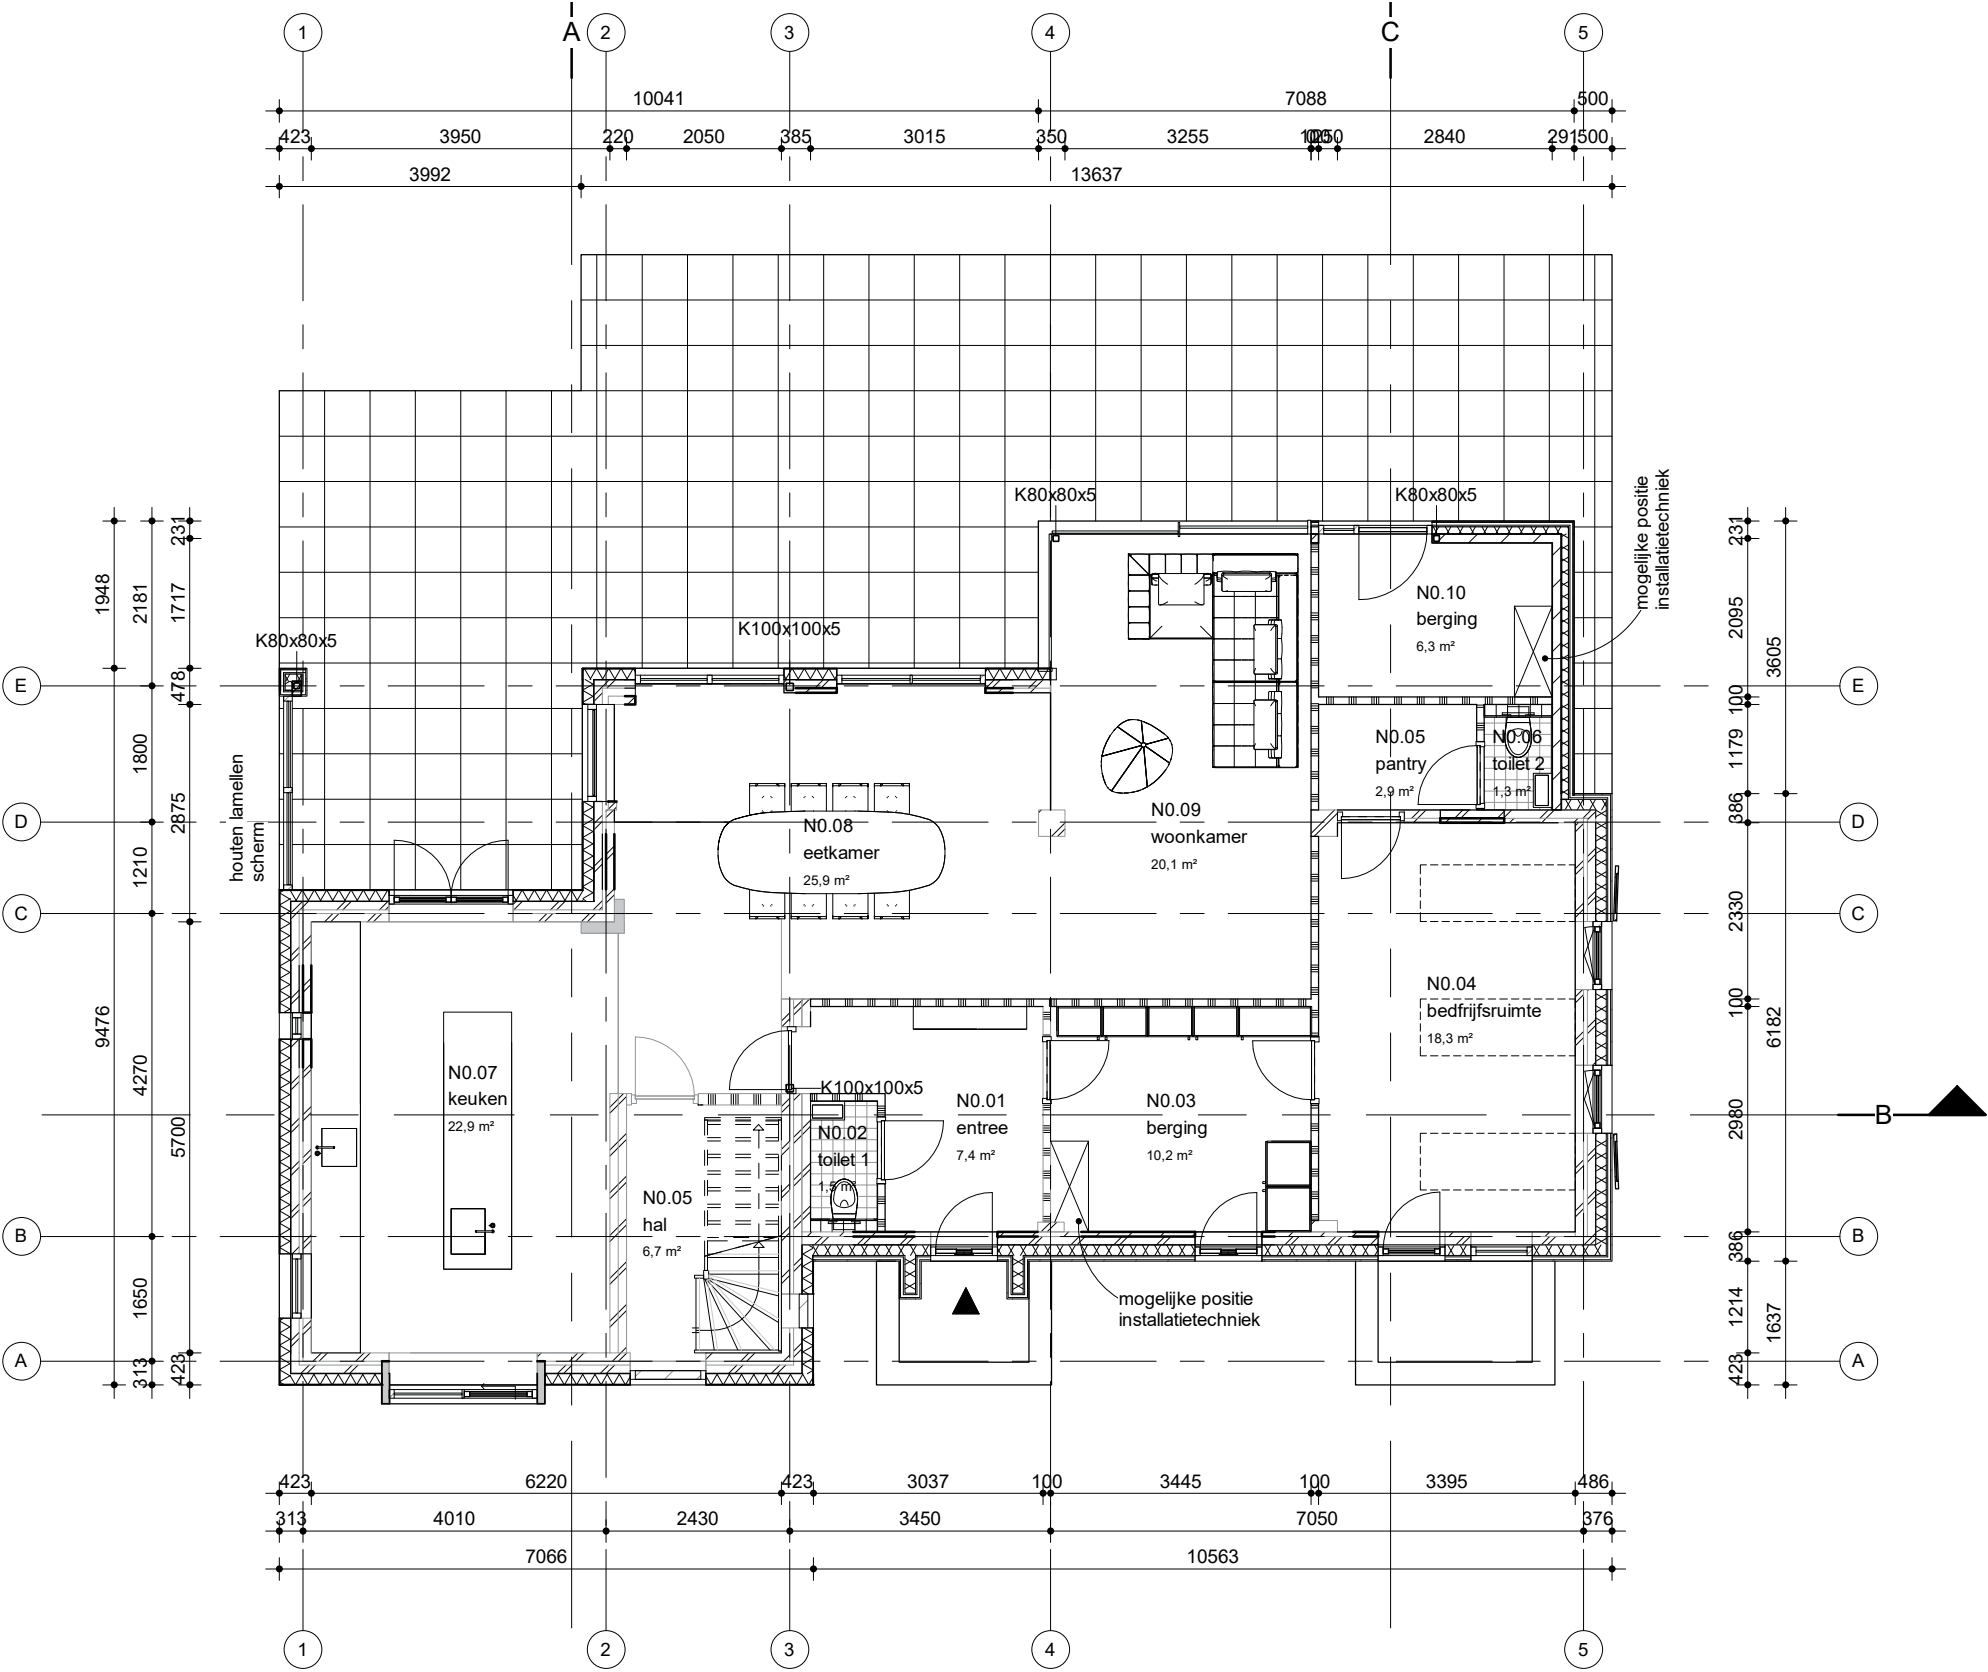 1
A
2
3
4
C
5
10041
7088
500
423
3950
220
2050
385
3015
350
3255
100
250
2840
291
500
3992
13637
K80x80x5
K80x80x5
mogelijke positie
installatietechniek
231
1717
478
2875
5700
423
2181
1800
1210
4270
1650
313
1948
9476
231
2095
100
1179
386
2330
100
2980
386
1214
423
3605
6182
1637
K80x80x5
K100x100x5
N0.10
berging
6,3 m²
E
E
houten lamellen
scherm
N0.05
pantry
2,9 m²
N0.06
toilet 2
1,3 m²
N0.09
woonkamer
20,1 m²
N0.08
eetkamer
25,9 m²
D
D
C
C
N0.04
bedfrijfsruimte
18,3 m²
N0.07
keuken
22,9 m²
K100x100x5
N0.01
entree
7,4 m²
N0.03
berging
10,2 m²
B
N0.02
toilet 1
1,5 m²
N0.05
hal
6,7 m²
B
B
mogelijke positie
installatietechniek
A
A
423
6220
423
3037
100
3445
100
3395
486
313
4010
2430
3450
7050
376
7066
10563
1
2
3
4
5